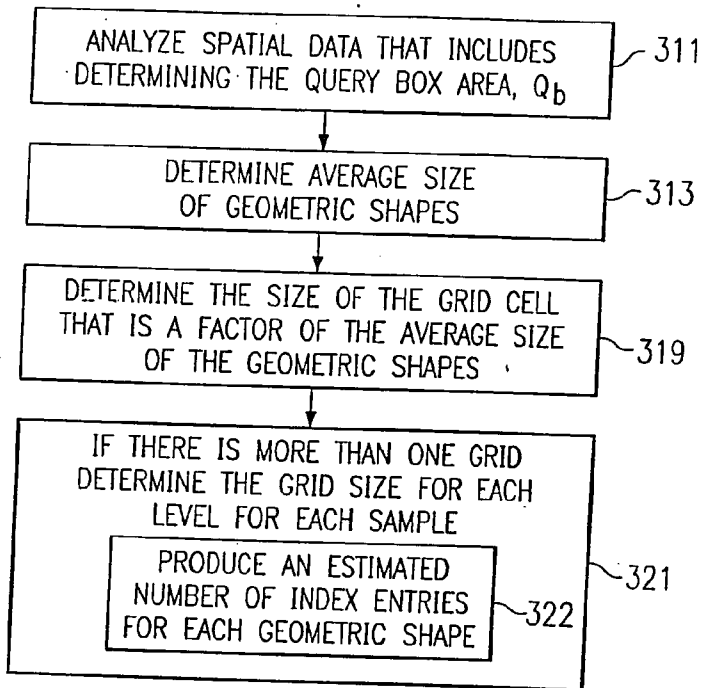 ANALYZE SPATIAL DATA THAT INCLUDES
DETERMINING THE QUERY BOX AREA, Qb
311
DETERMINE AVERAGE SIZE
OF GEOMETRIC SHAPES
313
DETERMINE THE SIZE OF THE GRID CELL
THAT IS A FACTOR OF THE AVERAGE SIZE
OF THE GEOMETRIC SHAPES
319
IF THERE IS MORE THAN ONE GRID
DETERMINE THE GRID SIZE FOR EACH
LEVEL FOR EACH SAMPLE
321
PRODUCE AN ESTIMATED
NUMBER OF INDEX ENTRIES
FOR EACH GEOMETRIC SHAPE
322